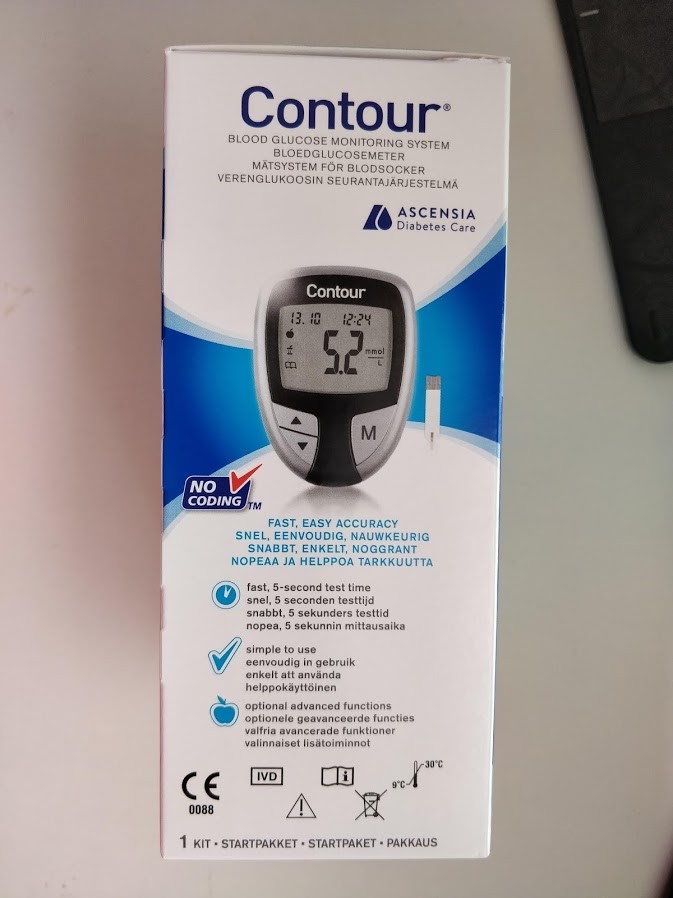 Contour®
BLOOD GLUCOSE MONITORING SYSTEM
BLOEDGLUCOSEMETER
MÄTSYSTEM FÖR BLODSOCKER
VERENGLUKOOSIN SEURANTAJÄRJESTELMÄ
ASCENSIA
Diabetes Care
Contour
13.10 12:24
5.2 mmol/L
M
NO
CODING™
FAST, EASY ACCURACY
SNEL, EENVOUDIG, NAUWKEURIG
SNABBT, ENKELT, NOGGRANT
NOPEAA JA HELPPOA TARKKUUTTA
fast, 5-second test time
snel, 5 seconden testtijd
snabbt, 5 sekunders testtid
nopea, 5 sekunnin mittausaika
simple to use
eenvoudig in gebruik
enkelt att använda
helppokäyttöinen
optional advanced functions
optionele geavanceerde functies
valfria avancerade funktioner
valinnaiset lisätoiminnot
CE
0088
IVD
i
9°C
30°C
1 KIT • STARTPAKKET • STARTPAKET • PAKKAUS